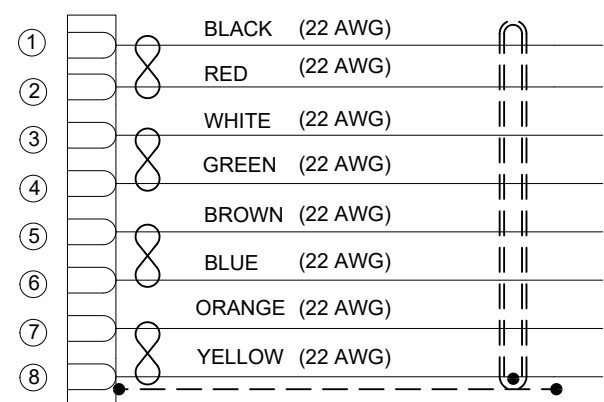 1 BLACK (22 AWG)
2 RED (22 AWG)
3 WHITE (22 AWG)
4 GREEN (22 AWG)
5 BROWN (22 AWG)
6 BLUE (22 AWG)
7 ORANGE (22 AWG)
8 YELLOW (22 AWG)